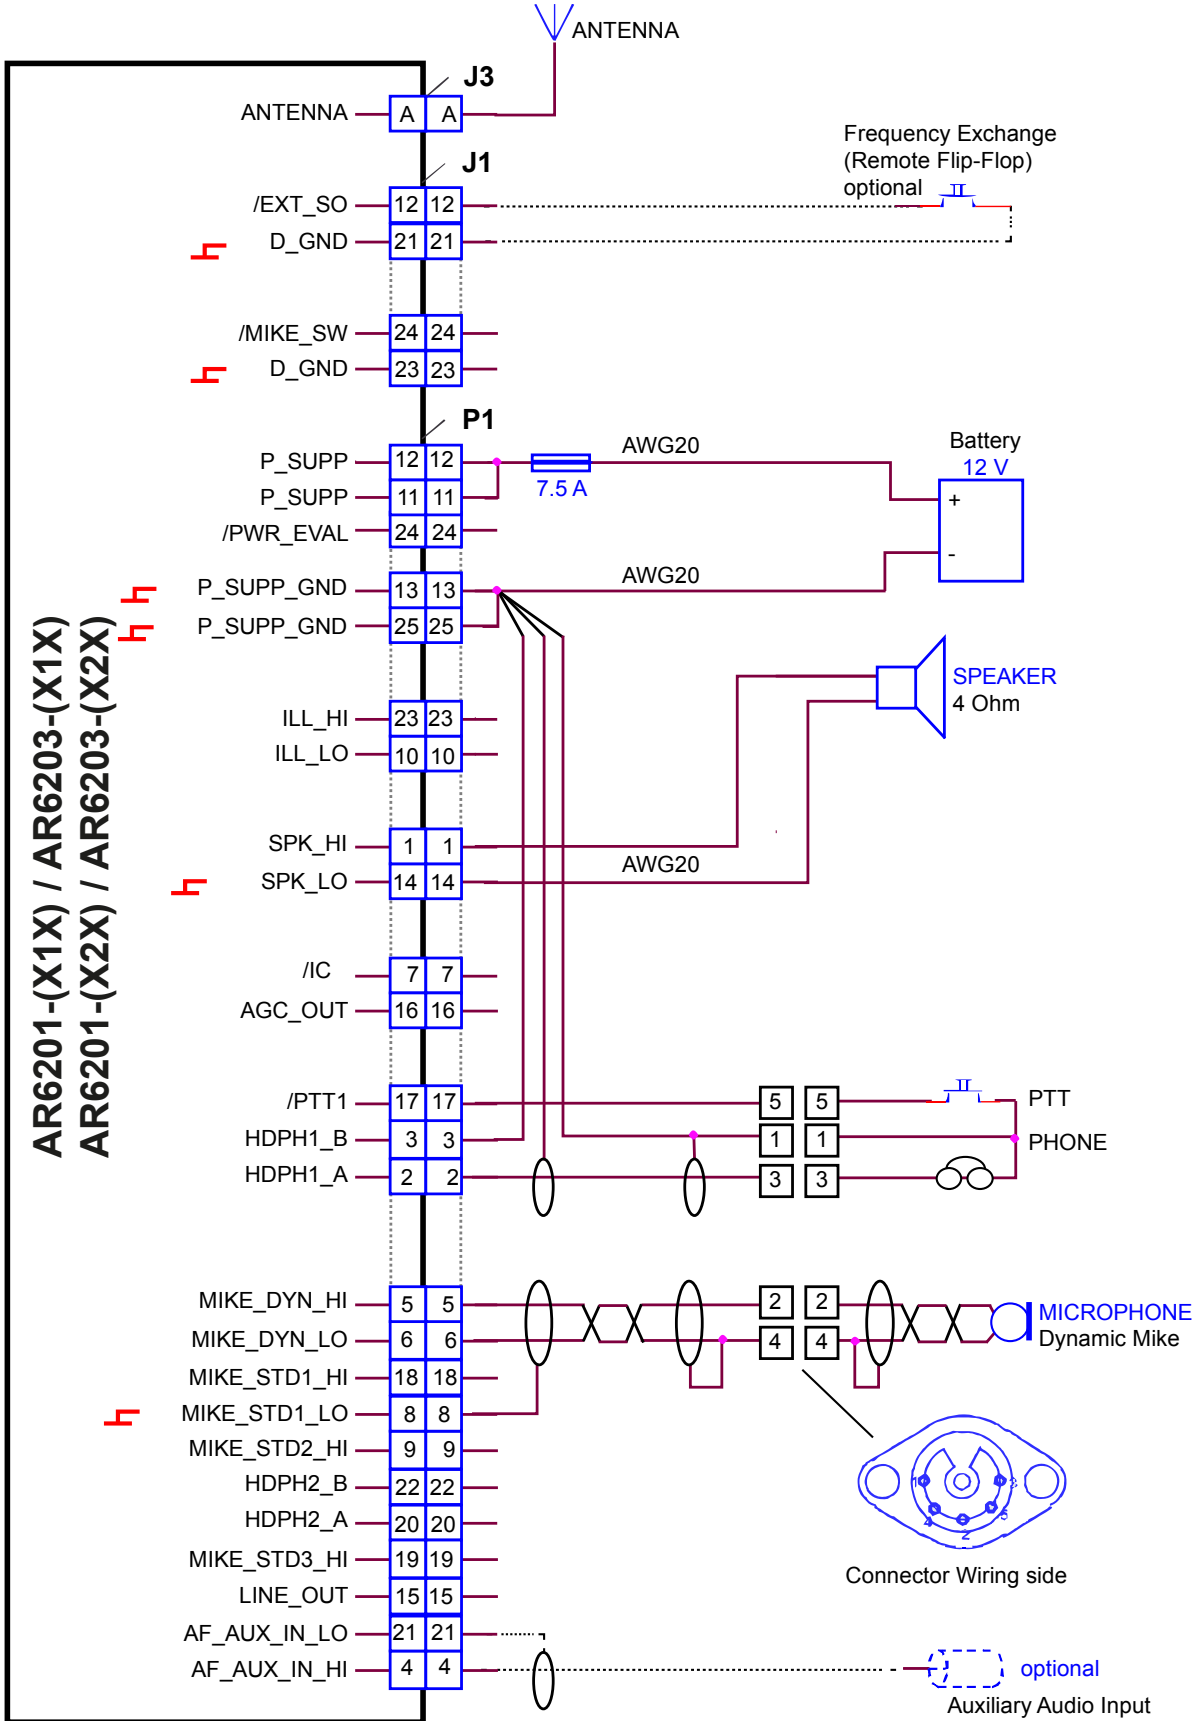 ANTENNA
J3
ANTENNA A A
Frequency Exchange
(Remote Flip-Flop)
optional
J1
/EXT_SO 12 12
D_GND 21 21
/MIKE_SW 24 24
D_GND 23 23
P1
AWG20
Battery
12 V
P_SUPP 12 12
7.5 A
P_SUPP 11 11
+
/PWR_EVAL 24 24
-
AWG20
P_SUPP_GND 13 13
P_SUPP_GND 25 25
SPEAKER
4 Ohm
ILL_HI 23 23
ILL_LO 10 10
SPK_HI 1 1
AWG20
SPK_LO 14 14
/IC 7 7
AGC_OUT 16 16
/PTT1 17 17 5 5 PTT
HDPH1_B 3 3 1 1 PHONE
HDPH1_A 2 2 3 3
MIKE_DYN_HI 5 5 2 2 MICROPHONE
MIKE_DYN_LO 6 6 4 4 Dynamic Mike
MIKE_STD1_HI 18 18
MIKE_STD1_LO 8 8
MIKE_STD2_HI 9 9
HDPH2_B 22 22
HDPH2_A 20 20
MIKE_STD3_HI 19 19
LINE_OUT 15 15
AF_AUX_IN_LO 21 21
AF_AUX_IN_HI 4 4
1 3
4 5
2
Connector Wiring side
optional
Auxiliary Audio Input
AR6201-(X1X) / AR6203-(X1X)
AR6201-(X2X) / AR6203-(X2X)